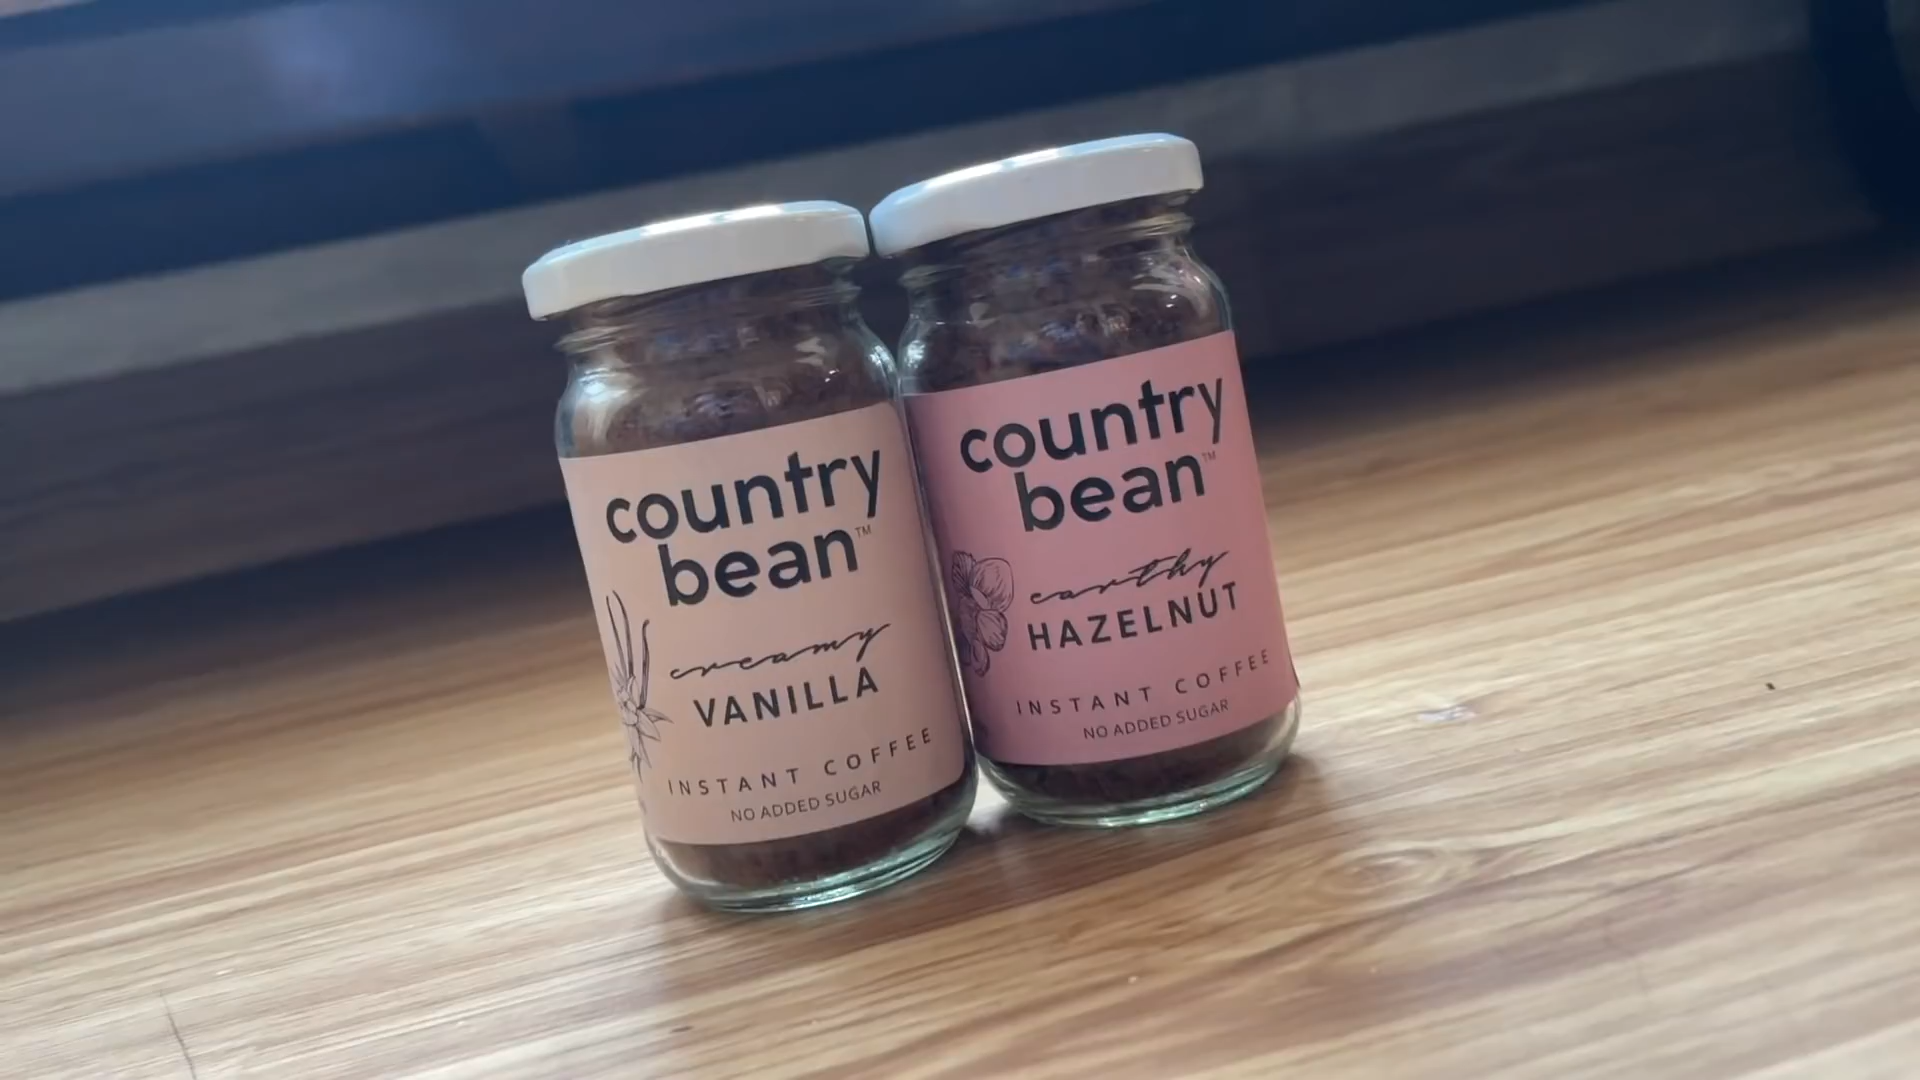 country
bean™
creamy
VANILLA
INSTANT COFFEE
NO ADDED SUGAR
country
bean™
earthy
HAZELNUT
INSTANT COFFEE
NO ADDED SUGAR